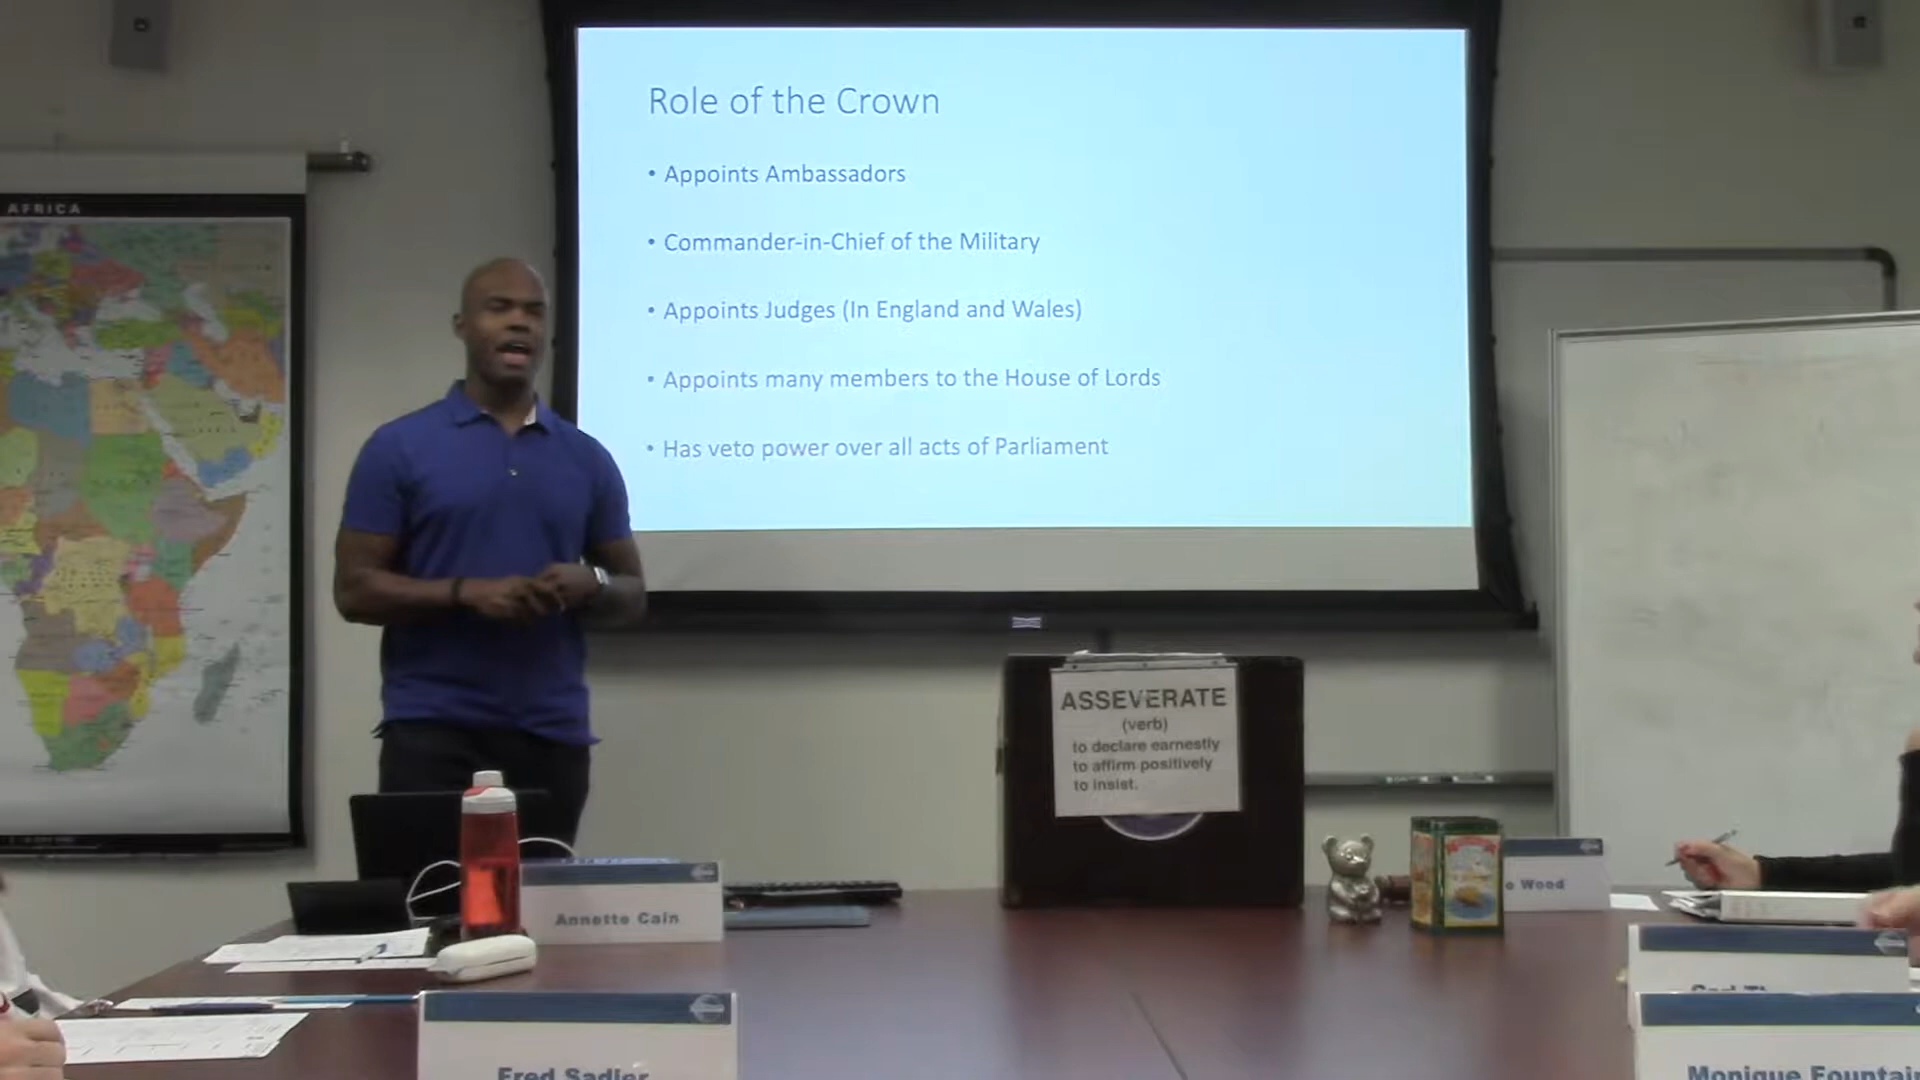 Role of the Crown
• Appoints Ambassadors
• Commander-in-Chief of the Military
• Appoints Judges (In England and Wales)
• Appoints many members to the House of Lords
• Has veto power over all acts of Parliament
AFRICA
ASSEVERATE
(verb)
to declare earnestly
to affirm positively
to insist.
o Wood
Annette Cain
Fred Sadler
Monique Fountain